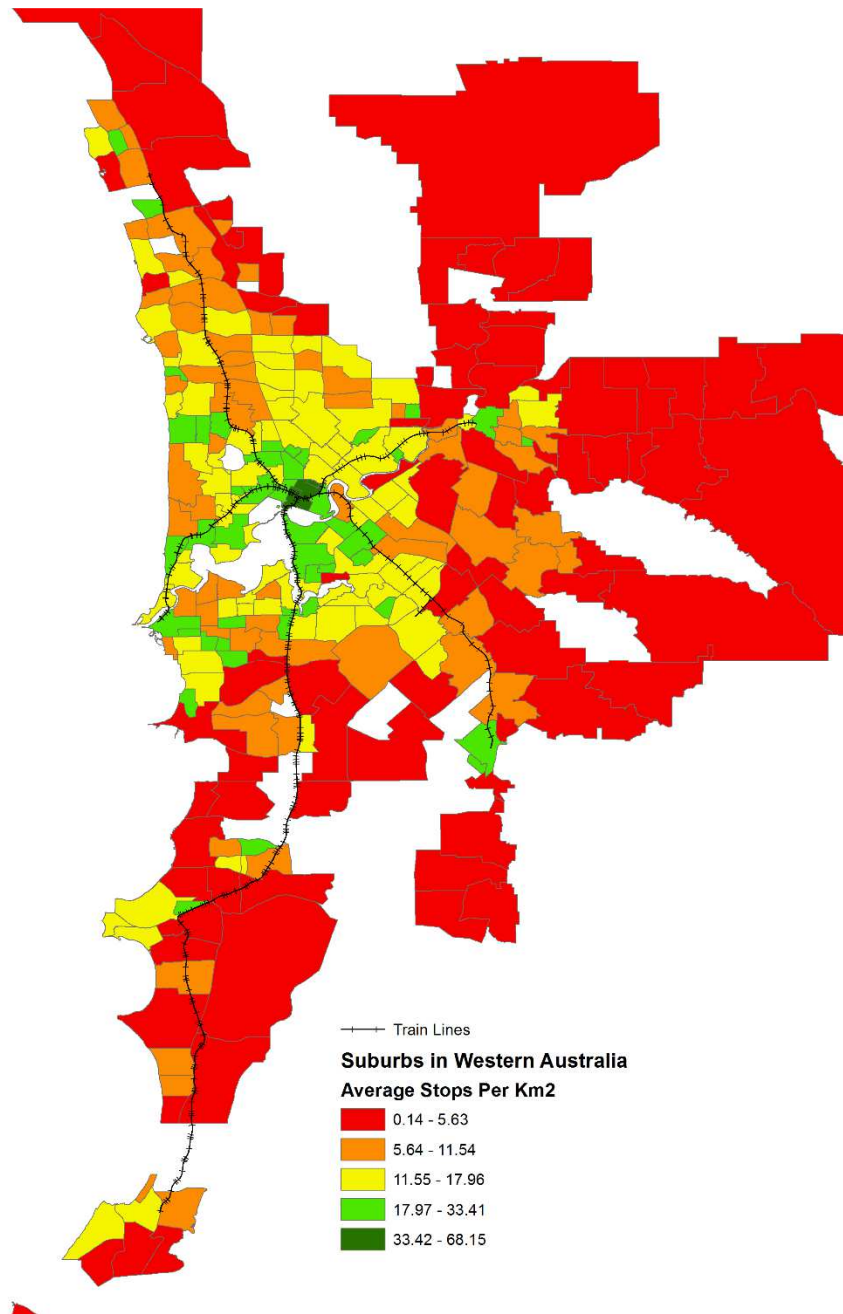 Train Lines
Suburbs in Western Australia
Average Stops Per Km2
0.14 - 5.63
5.64 - 11.54
11.55 - 17.96
17.97 - 33.41
33.42 - 68.15